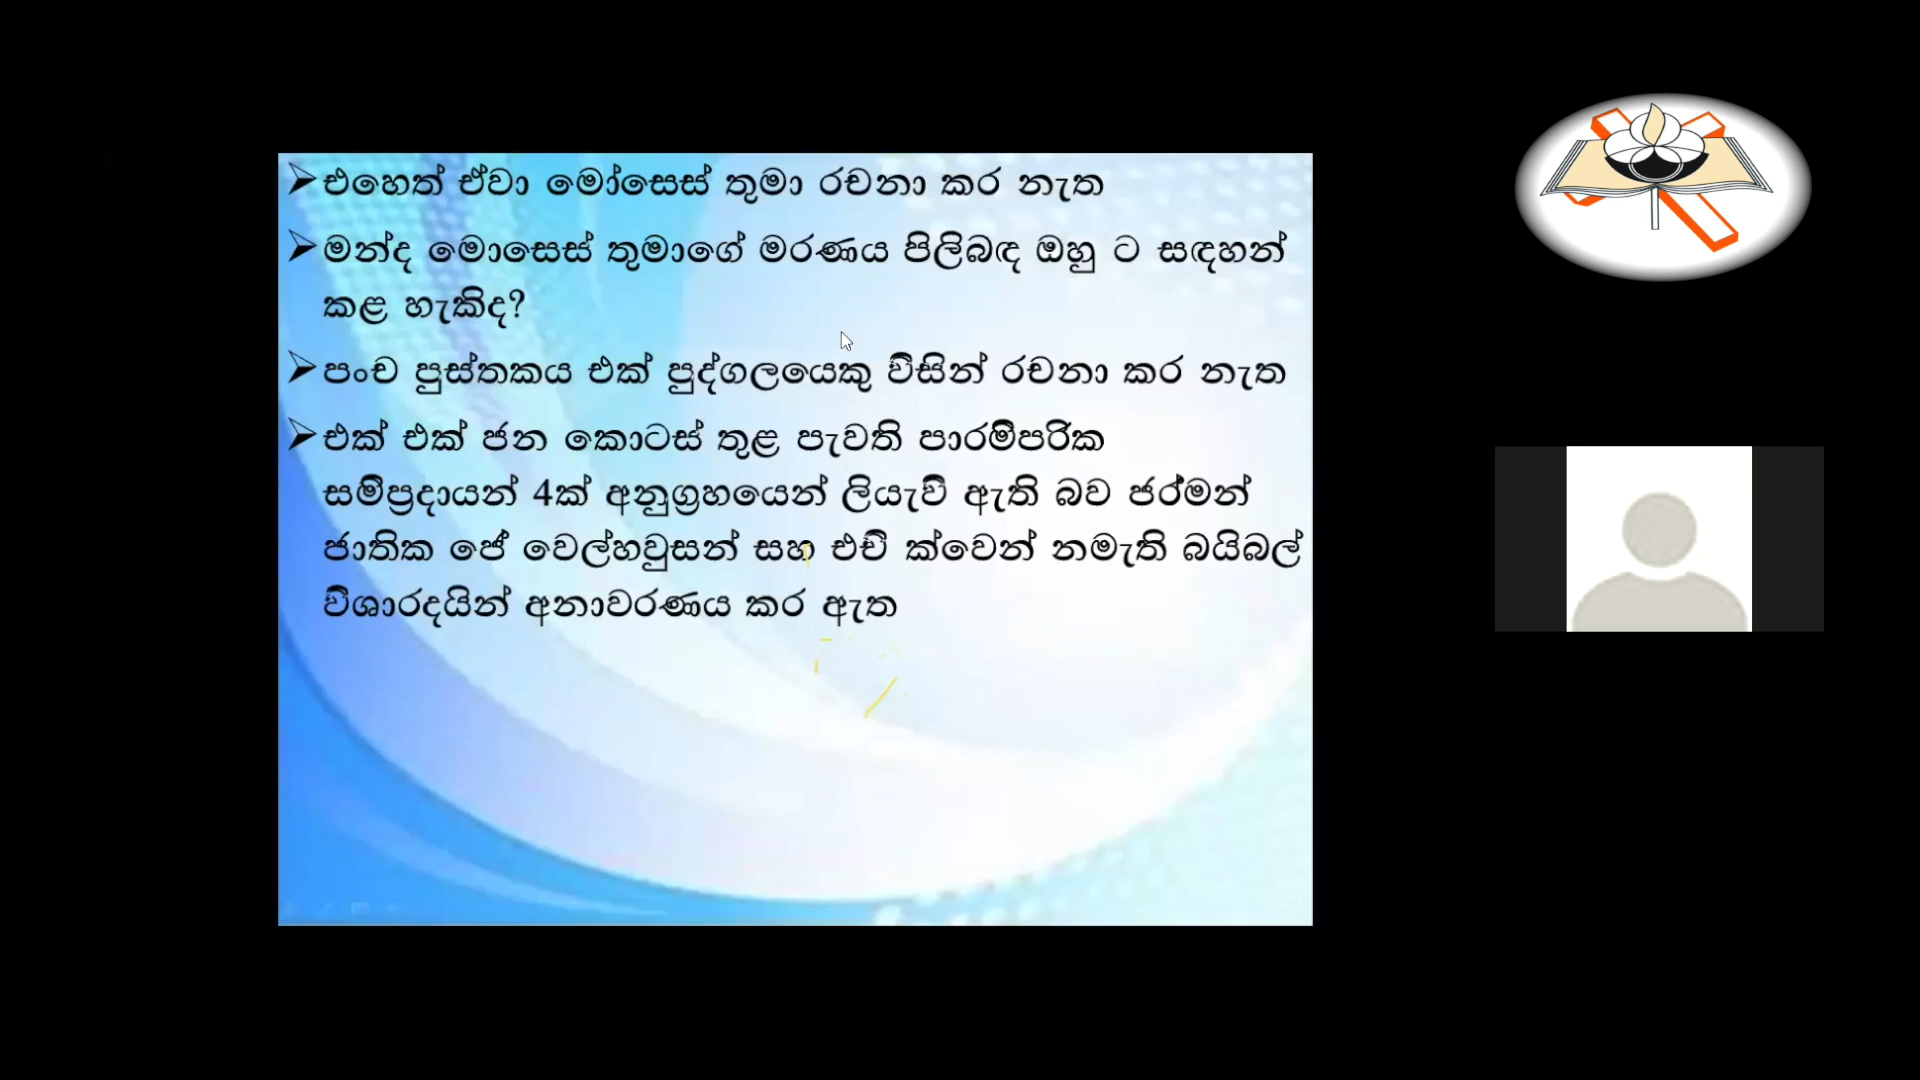 ➢එහෙත් ඒවා මෝසෙස් තුමා රචනා කර නැත
➢මන්ද මොසෙස් තුමාගේ මරණය පිලිබඳ ඔහු ට සඳහන්
කළ හැකිද?
➢පංච පුස්තකය එක් පුද්ගලයෙකු විසින් රචනා කර නැත
➢එක් එක් ජන කොටස් තුළ පැවති පාරම්පරික
සම්ප්‍රදායන් 4ක් අනුග්‍රහයෙන් ලියැවී ඇති බව ජර්මන්
ජාතික ජේ වෙල්හවුසන් සහ එච් ක්වෙන් නමැති බයිබල්
විශාරදයින් අනාවරණය කර ඇත